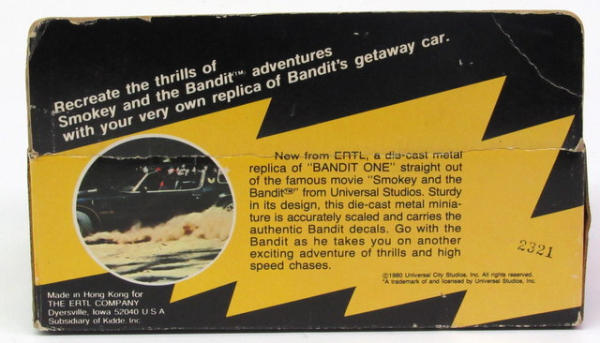 Recreate the thrills of
Smokey and the Bandit™ adventures
with your very own replica of Bandit's getaway car.
New from ERTL, a die-cast metal
replica of "BANDIT ONE" straight out
of the famous movie "Smokey and the
Bandit™" from Universal Studios. Sturdy
in its design, this die-cast metal minia-
ture is accurately scaled and carries the
authentic Bandit decals. Go with the
Bandit as he takes you on another
exciting adventure of thrills and high
speed chases.
2321
©1980 Universal City Studios, Inc. All rights reserved.
*A trademark of and licensed by Universal Studios, Inc.
Made in Hong Kong for
THE ERTL COMPANY
Dyersville, Iowa 52040 U S A
Subsidiary of Kidde, Inc.